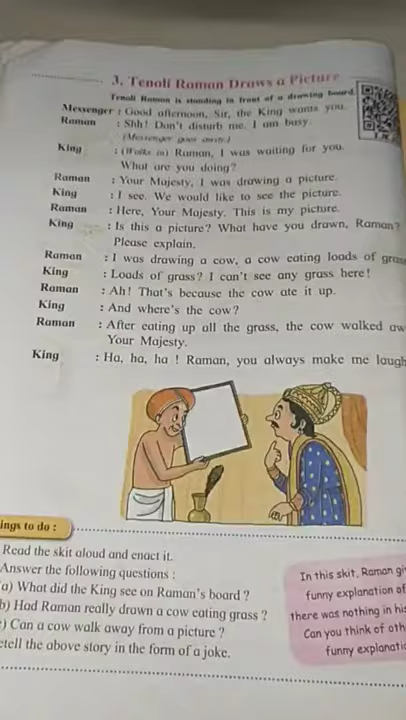 3. Tenali Raman Draws a Picture
Tenali Raman is standing in front of a drawing board.
Messenger : Good afternoon, Sir, the King wants you.
Raman : Shh! Don't disturb me. I am busy.
(Messenger goes away.)
King : (Walks in) Raman, I was waiting for you.
What are you doing?
Raman : Your Majesty, I was drawing a picture.
King : I see. We would like to see the picture.
Raman : Here, Your Majesty. This is my picture.
King : Is this a picture? What have you drawn, Raman?
Please explain.
Raman : I was drawing a cow, a cow eating loads of gras
King : Loads of grass? I can't see any grass here!
Raman : Ah! That's because the cow ate it up.
King : And where's the cow?
Raman : After eating up all the grass, the cow walked aw
Your Majesty.
King : Ha, ha, ha ! Raman, you always make me laugh
ings to do :
Read the skit aloud and enact it.
Answer the following questions :
a) What did the King see on Raman's board ?
b) Had Raman really drawn a cow eating grass ?
) Can a cow walk away from a picture ?
etell the above story in the form of a joke.
In this skit, Raman gi
funny explanation of
there was nothing in his
Can you think of oth
funny explanati